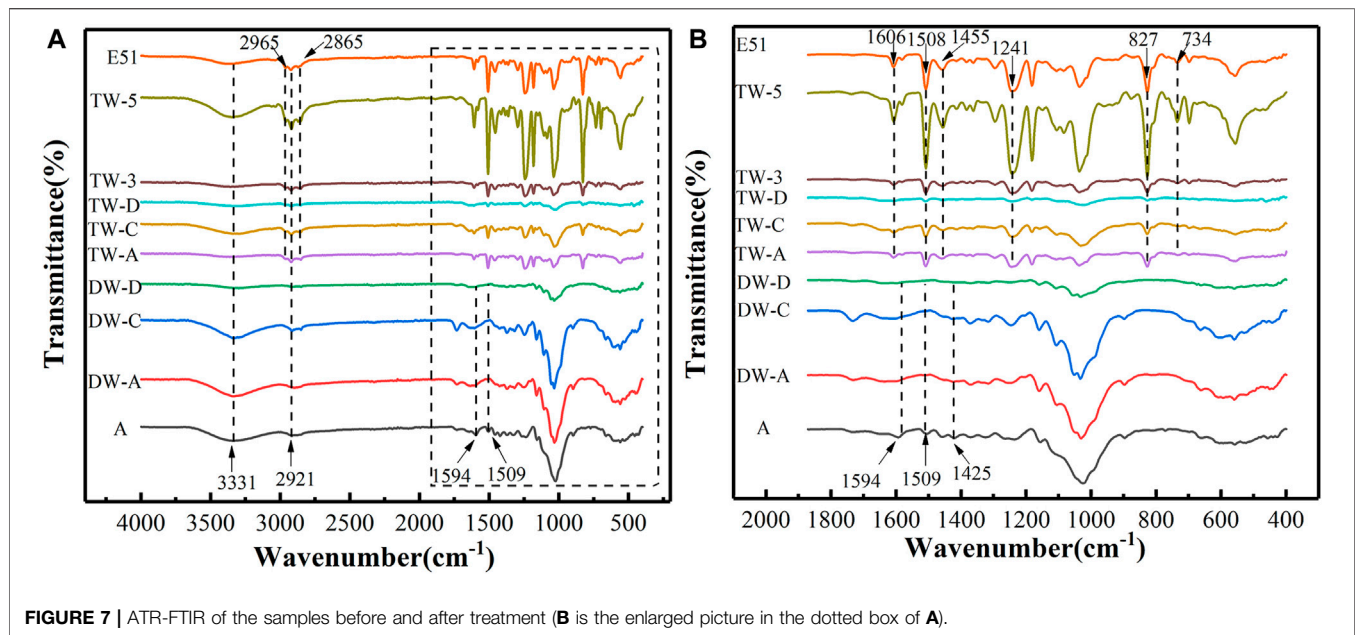 A
2965
2865
E51
TW-5
TW-3
TW-D
TW-C
TW-A
DW-D
DW-C
DW-A
A
3331
2921
1594
1509
Transmittance(%)
4000 3500 3000 2500 2000 1500 1000 500
Wavenumber(cm⁻¹)
B
1606
1508
1455
1241
827
734
E51
TW-5
TW-3
TW-D
TW-C
TW-A
DW-D
DW-C
DW-A
A
1594
1509
1425
Transmittance(%)
2000 1800 1600 1400 1200 1000 800 600 400
Wavenumber(cm⁻¹)
FIGURE 7 | ATR-FTIR of the samples before and after treatment (B is the enlarged picture in the dotted box of A).